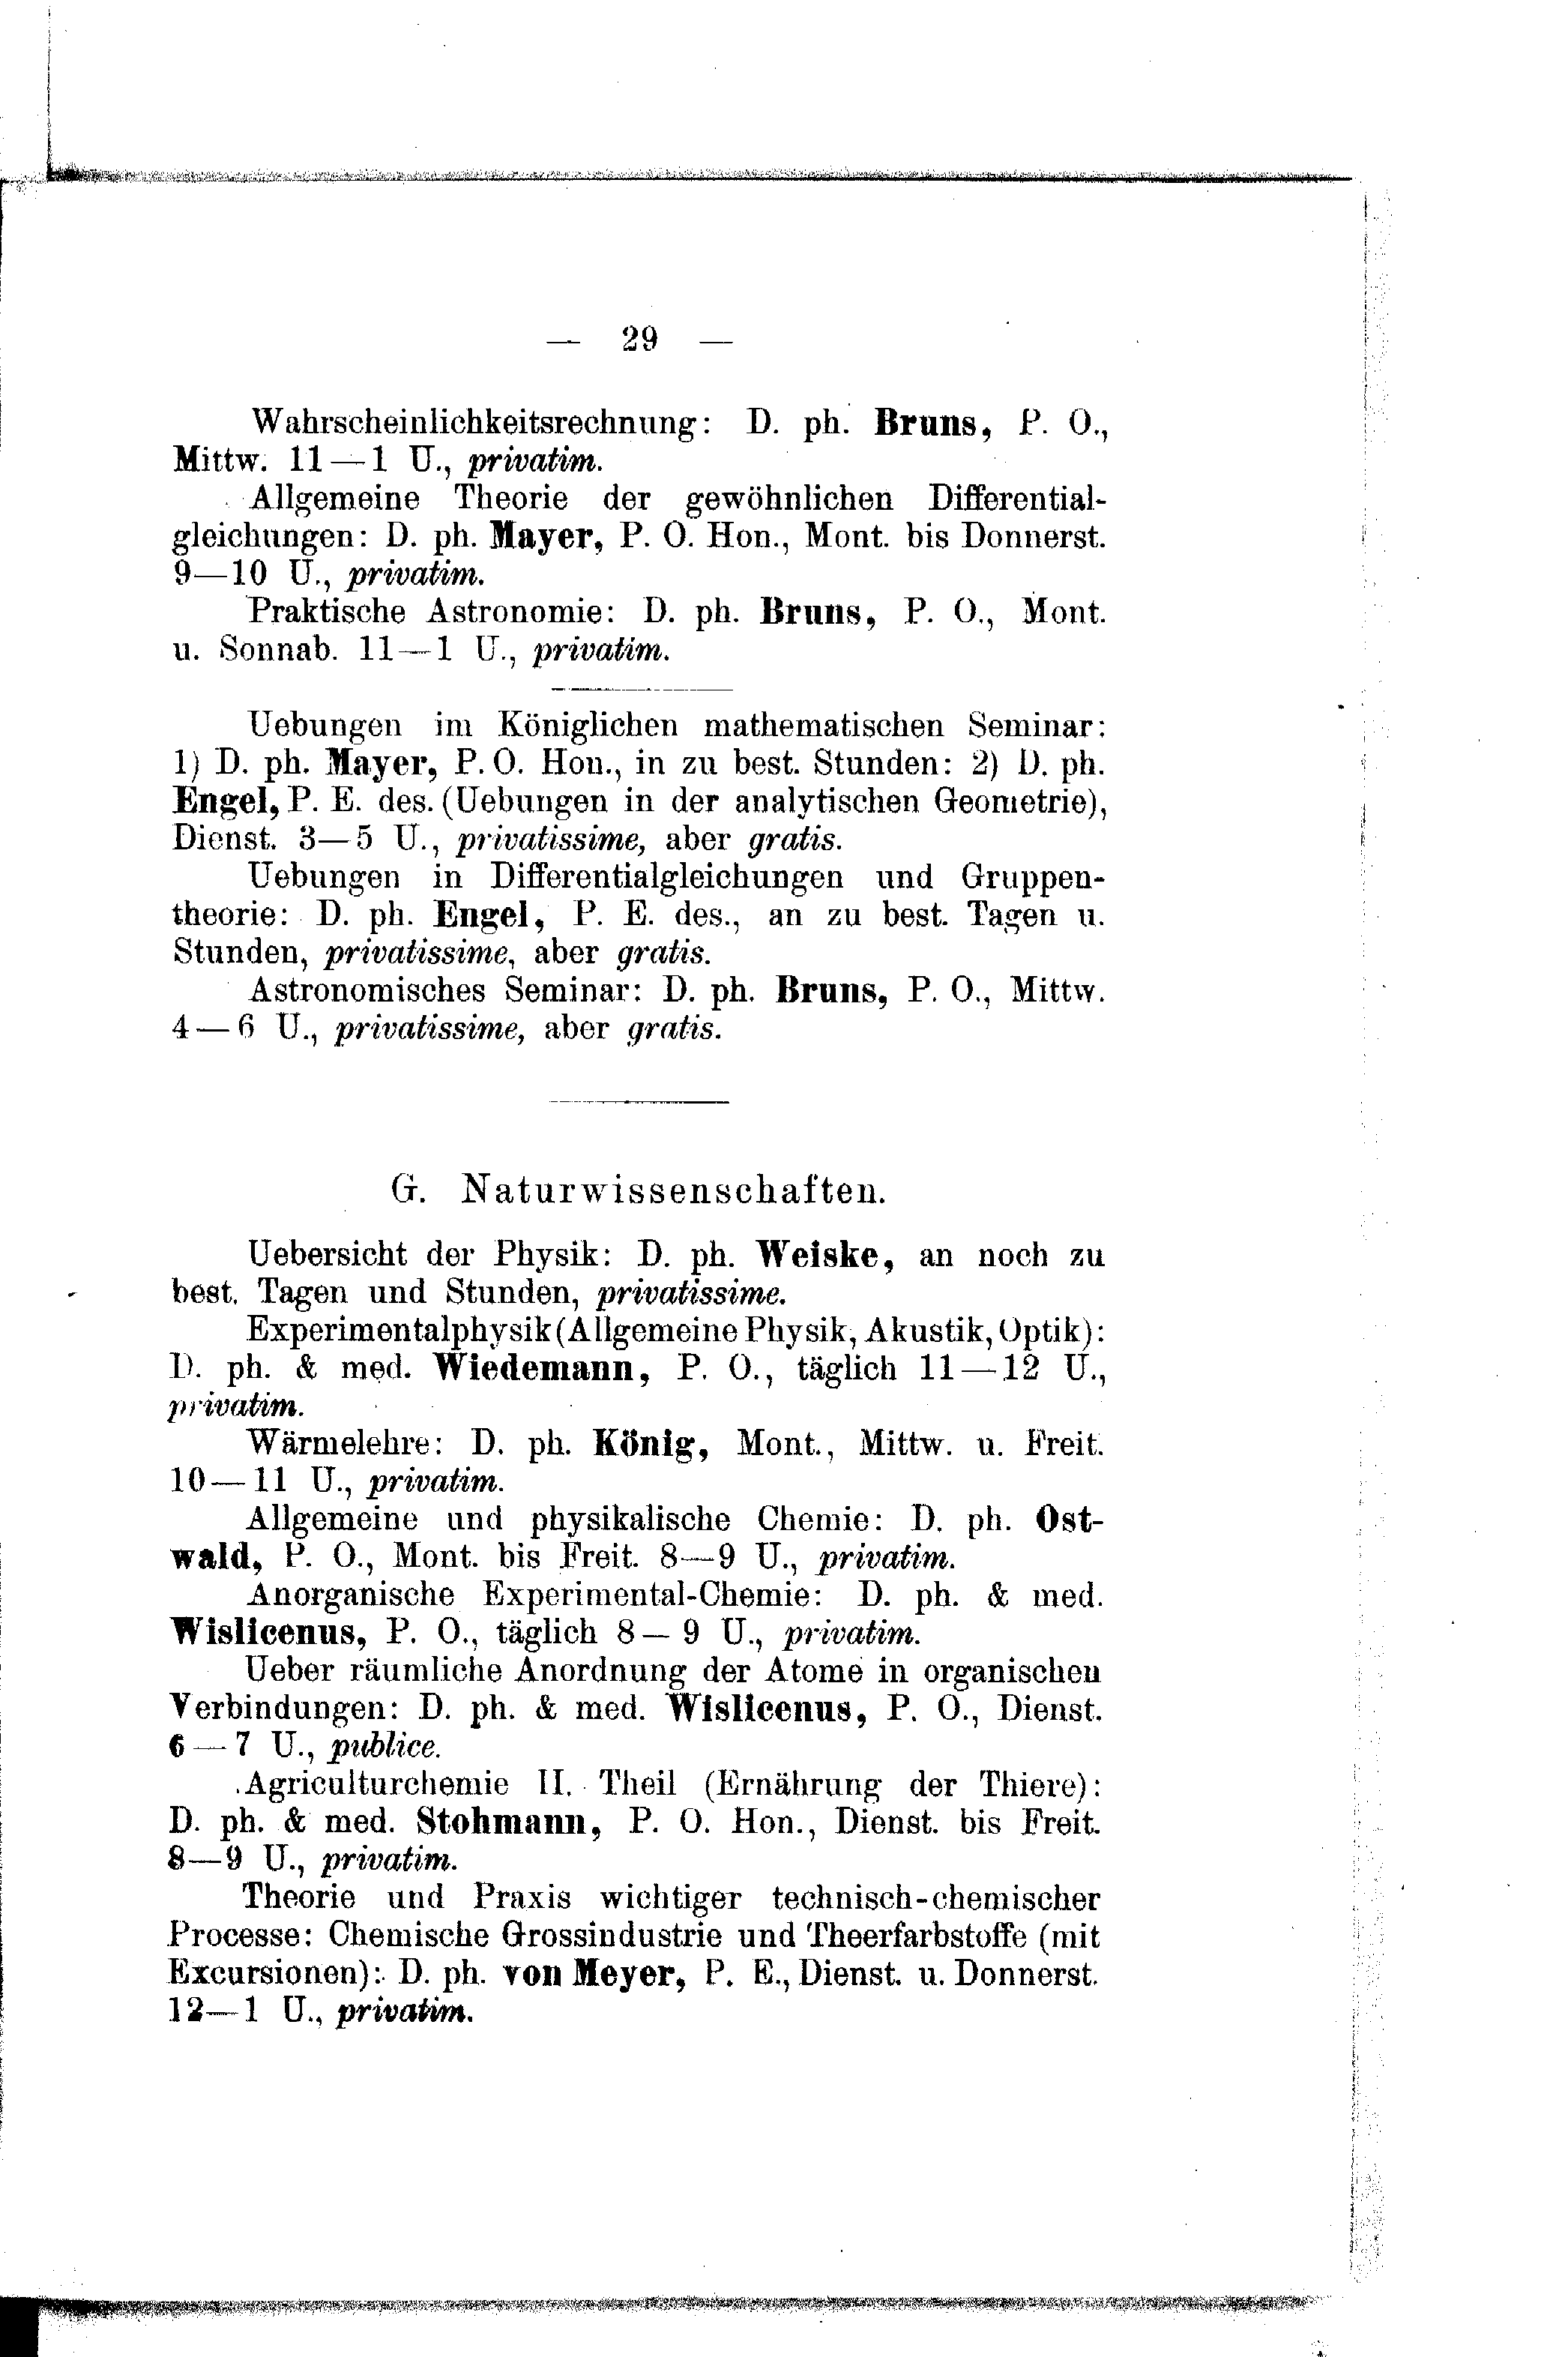 — 29 —
Wahrscheinlichkeitsrechnung: D. ph. Bruns, P. O.,
Mittw. 11—1 U., privatim.
Allgemeine Theorie der gewöhnlichen Differential-
gleichungen: D. ph. Mayer, P. O. Hon., Mont. bis Donnerst.
9—10 U., privatim.
Praktische Astronomie: D. ph. Bruns, P. O., Mont.
u. Sonnab. 11—1 U., privatim.
Uebungen im Königlichen mathematischen Seminar:
1) D. ph. Mayer, P. O. Hon., in zu best. Stunden: 2) D. ph.
Engel, P. E. des. (Uebungen in der analytischen Geometrie),
Dienst. 3—5 U., privatissime, aber gratis.
Uebungen in Differentialgleichungen und Gruppen-
theorie: D. ph. Engel, P. E. des., an zu best. Tagen u.
Stunden, privatissime, aber gratis.
Astronomisches Seminar: D. ph. Bruns, P. O., Mittw.
4—6 U., privatissime, aber gratis.
G. Naturwissenschaften.
Uebersicht der Physik: D. ph. Weiske, an noch zu
best. Tagen und Stunden, privatissime.
Experimentalphysik (Allgemeine Physik, Akustik, Optik):
D. ph. & med. Wiedemann, P. O., täglich 11—12 U.,
privatim.
Wärmelehre: D. ph. König, Mont., Mittw. u. Freit.
10—11 U., privatim.
Allgemeine und physikalische Chemie: D. ph. Ost-
wald, P. O., Mont. bis Freit. 8—9 U., privatim.
Anorganische Experimental-Chemie: D. ph. & med.
Wislicenus, P. O., täglich 8—9 U., privatim.
Ueber räumliche Anordnung der Atome in organischen
Verbindungen: D. ph. & med. Wislicenus, P. O., Dienst.
6—7 U., publice.
Agriculturchemie II. Theil (Ernährung der Thiere):
D. ph. & med. Stohmann, P. O. Hon., Dienst. bis Freit.
8—9 U., privatim.
Theorie und Praxis wichtiger technisch-chemischer
Processe: Chemische Grossindustrie und Theerfarbstoffe (mit
Excursionen): D. ph. von Meyer, P. E., Dienst. u. Donnerst.
12—1 U., privatim.